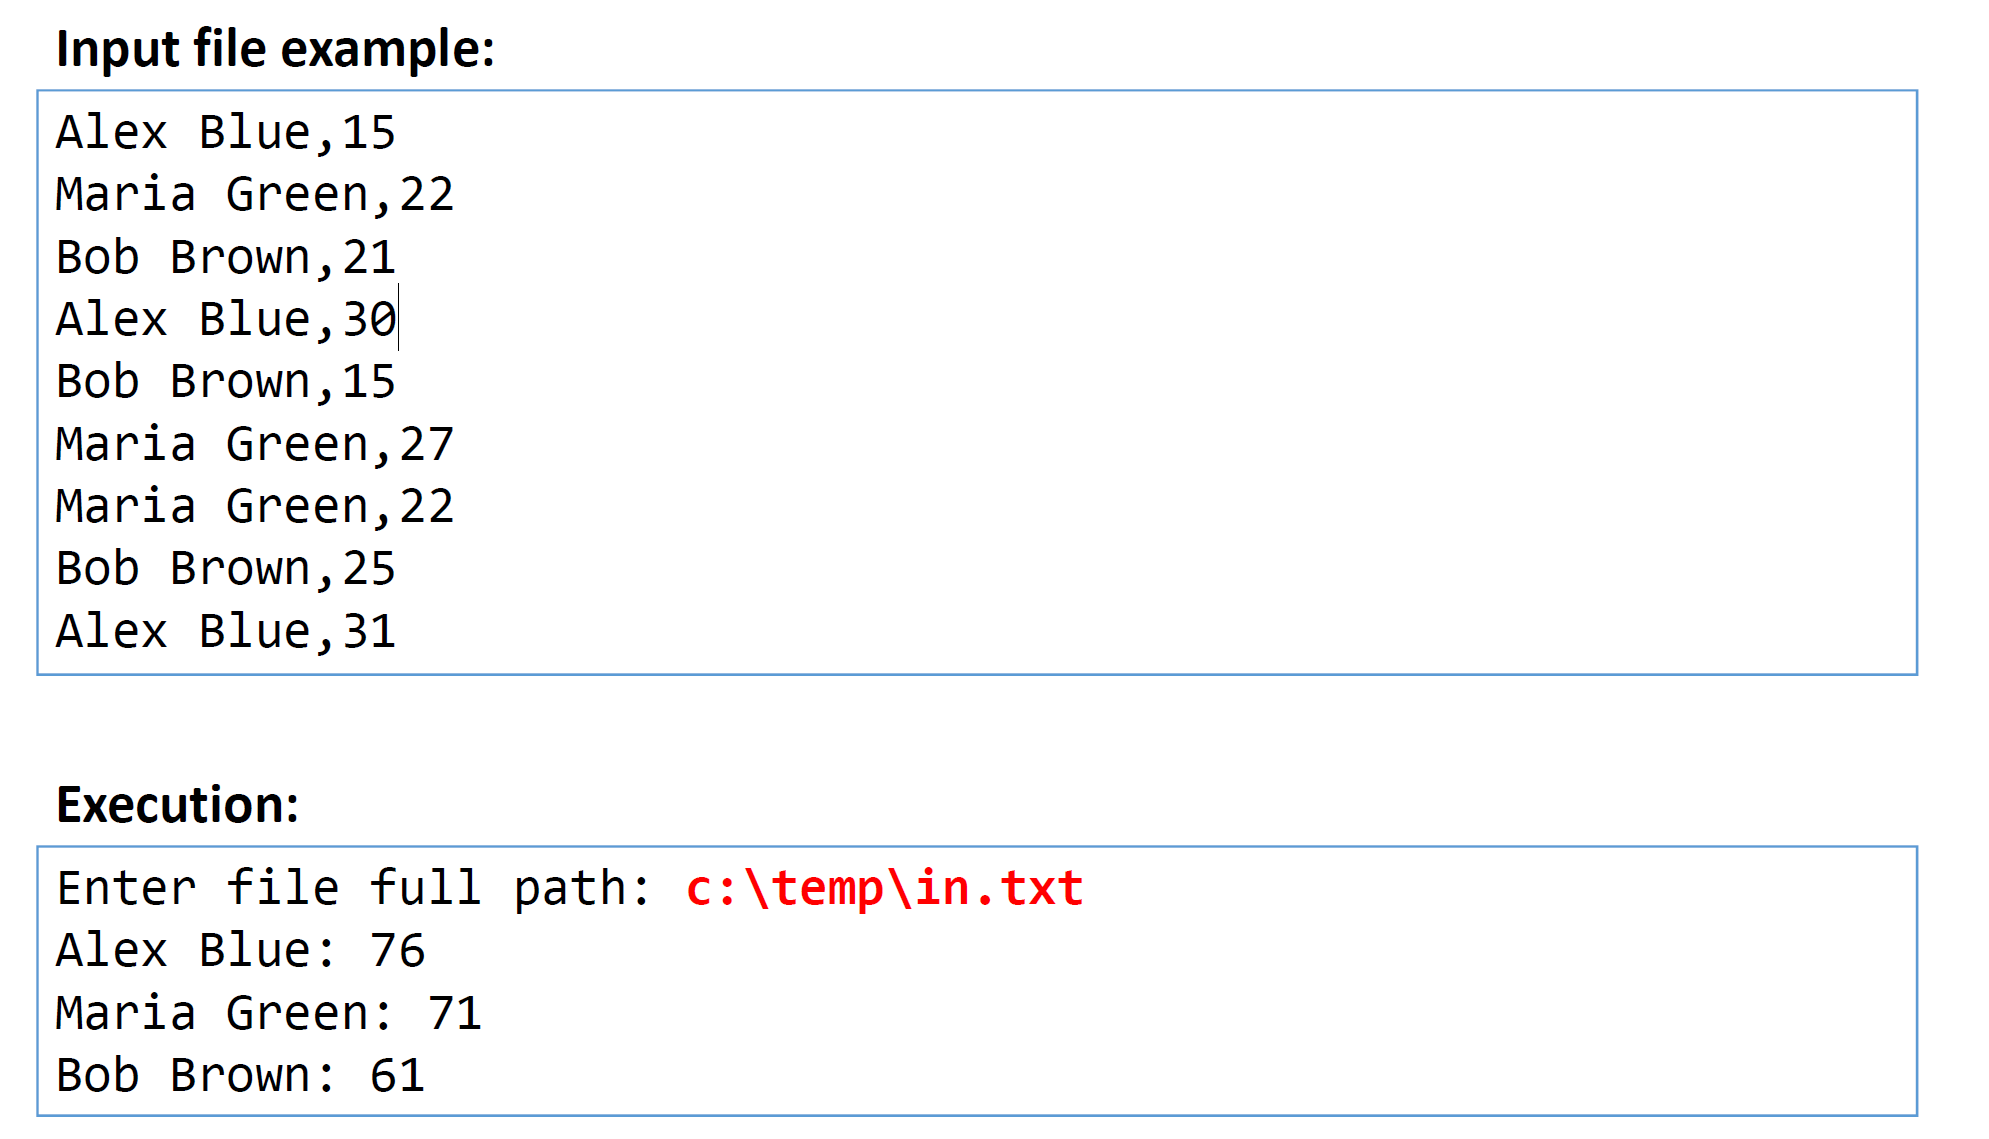 Input file example:
Alex Blue,15
Maria Green,22
Bob Brown,21
Alex Blue,30
Bob Brown,15
Maria Green,27
Maria Green,22
Bob Brown,25
Alex Blue,31
Execution:
Enter file full path: c:\temp\in.txt
Alex Blue: 76
Maria Green: 71
Bob Brown: 61